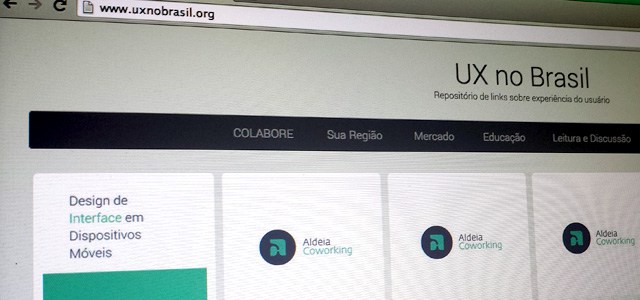 www.uxnobrasil.org
UX no Brasil
Repositório de links sobre experiência do usuário
COLABORE Sua Região Mercado Educação Leitura e Discussão
Design de
Interface em
Dispositivos
Móveis
Aldeia
Coworking
Aldeia
Coworking
Aldeia
Coworking